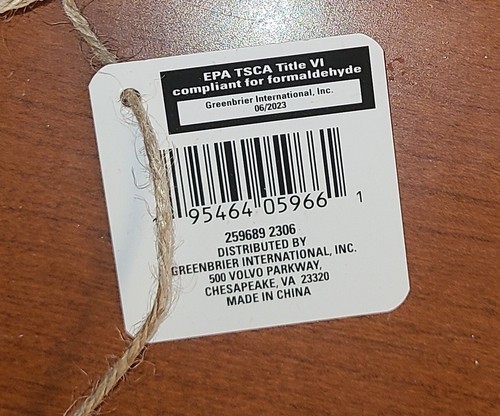 EPA TSCA Title VI
compliant for formaldehyde
Greenbrier International, Inc.
06/2023
95464 05966 1
259689 2306
DISTRIBUTED BY
GREENBRIER INTERNATIONAL, INC.
500 VOLVO PARKWAY,
CHESAPEAKE, VA 23320
MADE IN CHINA